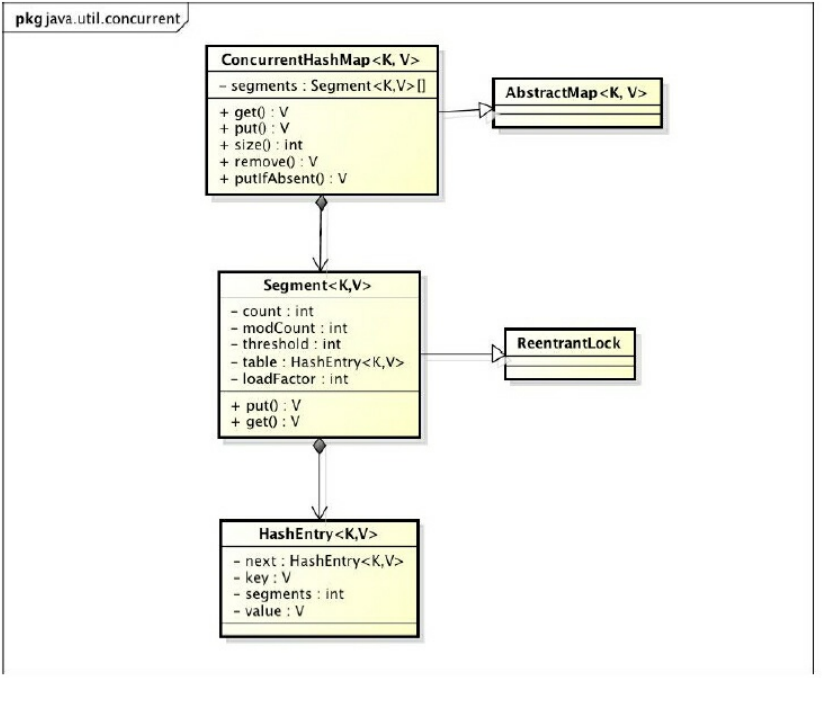 pkg java.util.concurrent
ConcurrentHashMap<K, V>
- segments : Segment<K,V>[]
+ get() : V
+ put() : V
+ size() : int
+ remove() : V
+ putIfAbsent() : V
AbstractMap<K, V>
Segment<K,V>
- count : int
- modCount : int
- threshold : int
- table : HashEntry<K,V>
- loadFactor : int
+ put() : V
+ get() : V
ReentrantLock
HashEntry<K,V>
- next : HashEntry<K,V>
- key : V
- segments : int
- value : V